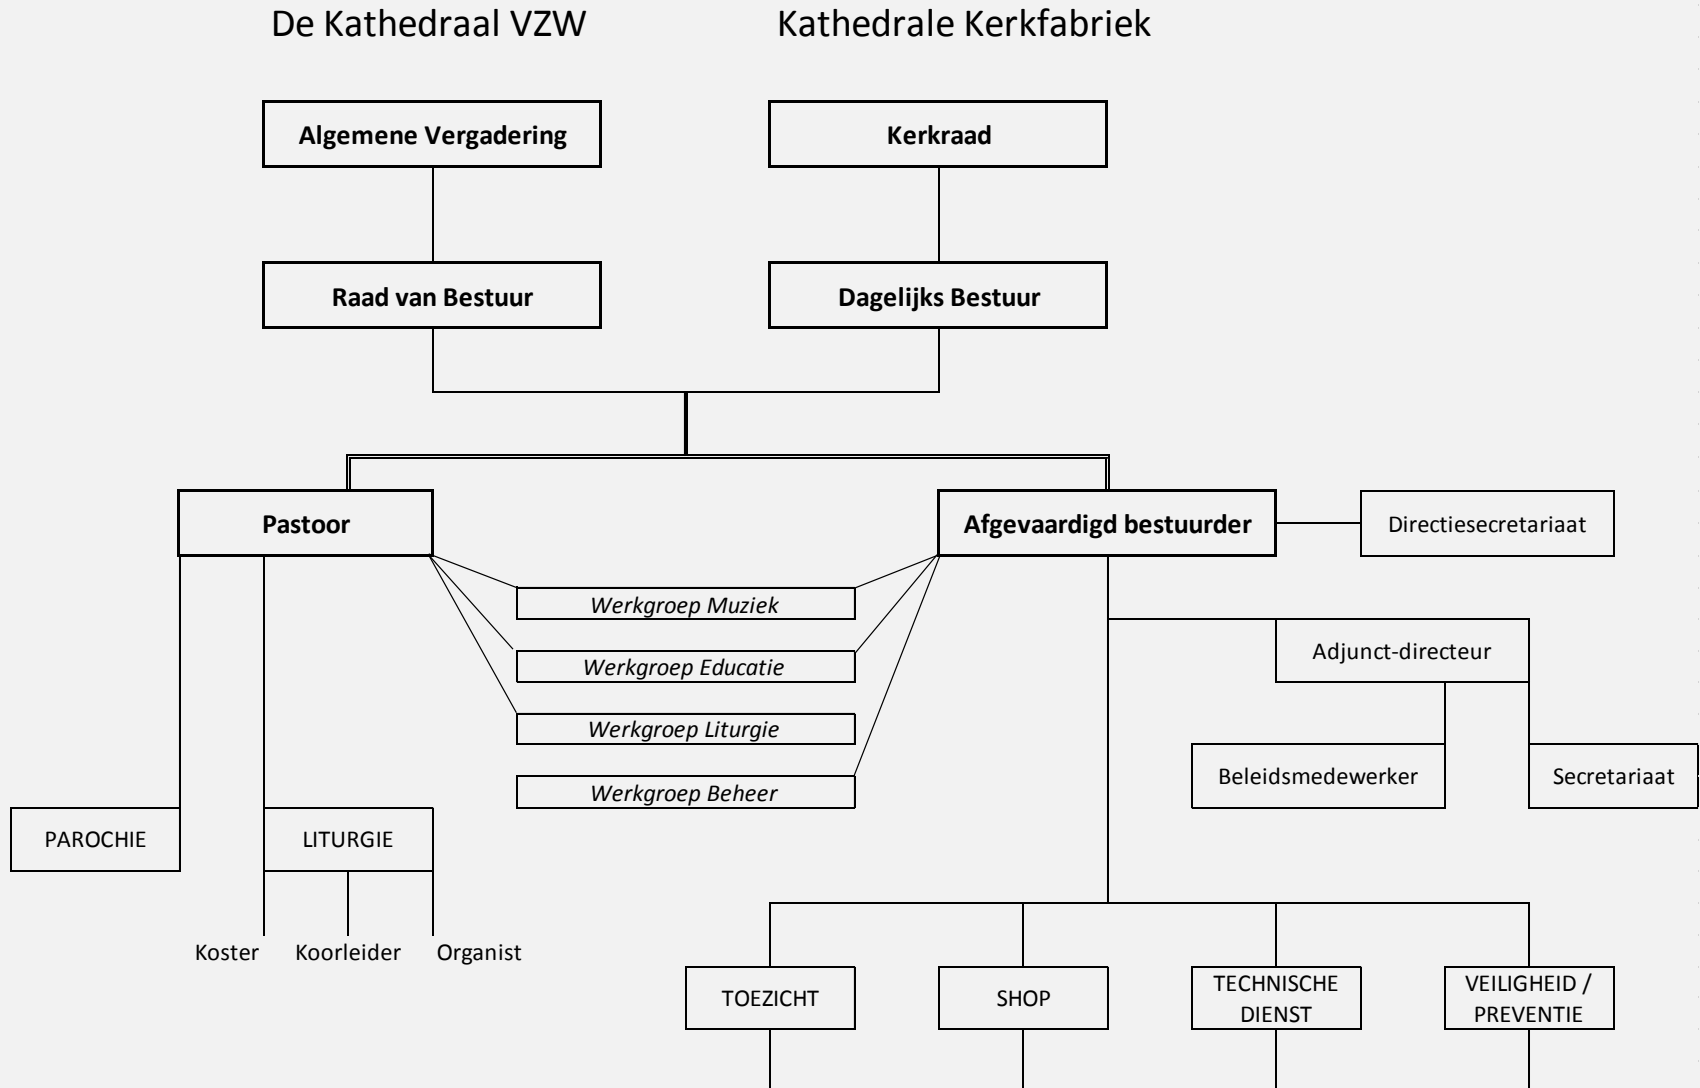 De Kathedraal VZW
Kathedrale Kerkfabriek
Algemene Vergadering
Kerkraad
Raad van Bestuur
Dagelijks Bestuur
Pastoor
Afgevaardigd bestuurder
Directiesecretariaat
Werkgroep Muziek
Werkgroep Educatie
Werkgroep Liturgie
Werkgroep Beheer
Adjunct-directeur
Beleidsmedewerker
Secretariaat
PAROCHIE
LITURGIE
Koster
Koorleider
Organist
TOEZICHT
SHOP
TECHNISCHE
DIENST
VEILIGHEID /
PREVENTIE